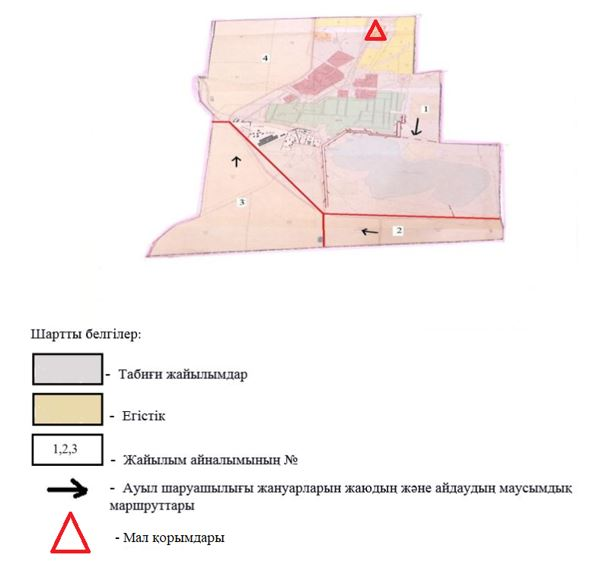 4
1
3
2
Шартты белгілер:
- Табиғи жайылымдар
- Егістік
1,2,3 - Жайылым айналымының №
- Ауыл шаруашылығы жануарларын жаюдың және айдаудың маусымдық
маршруттары
- Мал қорымдары